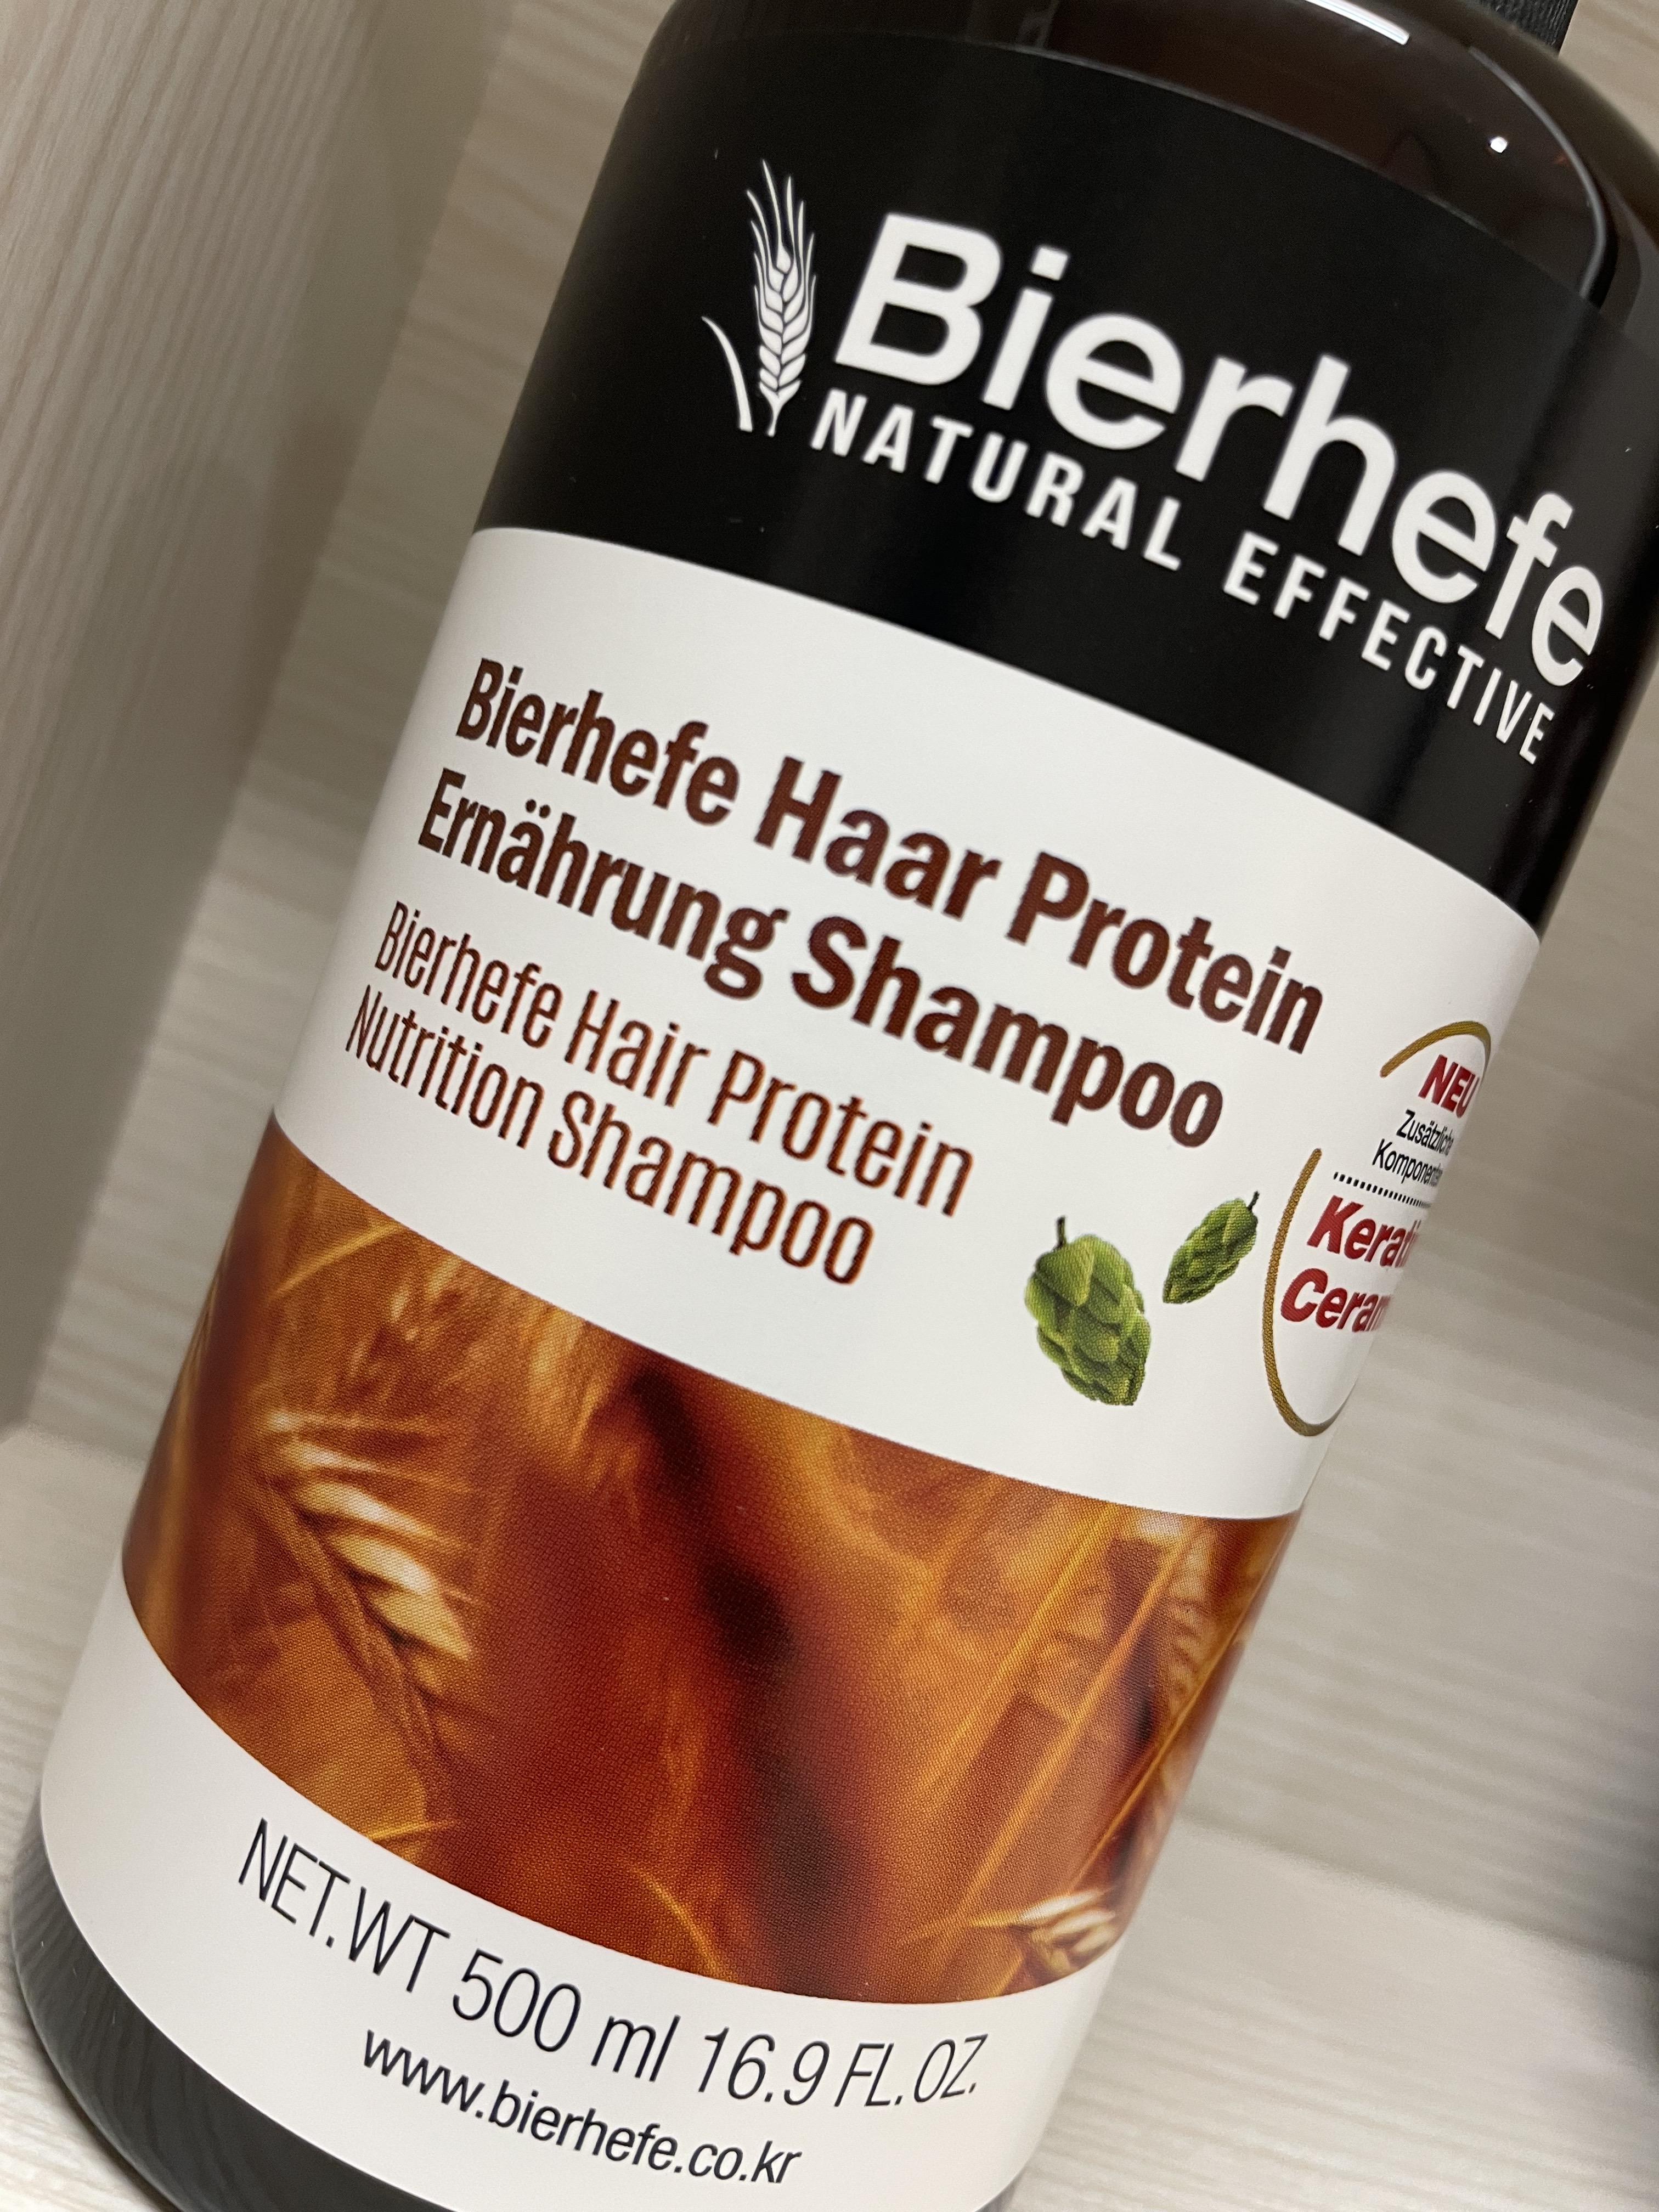 Bierhefe
NATURAL EFFECTIVE
Bierhefe Haar Protein
Ernährung Shampoo
Bierhefe Hair Protein
Nutrition Shampoo
NEU
NET.WT 500 ml 16.9 FL.OZ.
www.bierhefe.co.kr